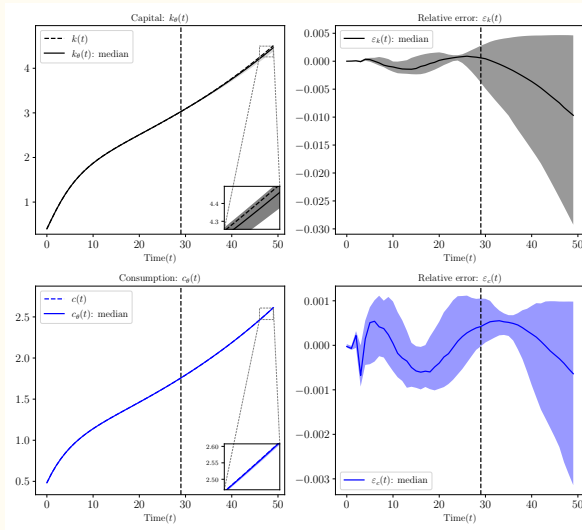 Capital: kθ(t)
k(t)
kθ(t): median
4
3
2
1
4.4
4.3
0 10 20 30 40 50
Time(t)
Relative error: εk(t)
εk(t): median
0.005
0.000
−0.005
−0.010
−0.015
−0.020
−0.025
−0.030
0 10 20 30 40 50
Time(t)
Consumption: cθ(t)
c(t)
cθ(t): median
2.5
2.0
1.5
1.0
0.5
2.60
2.55
2.50
0 10 20 30 40 50
Time(t)
Relative error: εc(t)
0.001
0.000
−0.001
−0.002
−0.003
εc(t): median
0 10 20 30 40 50
Time(t)